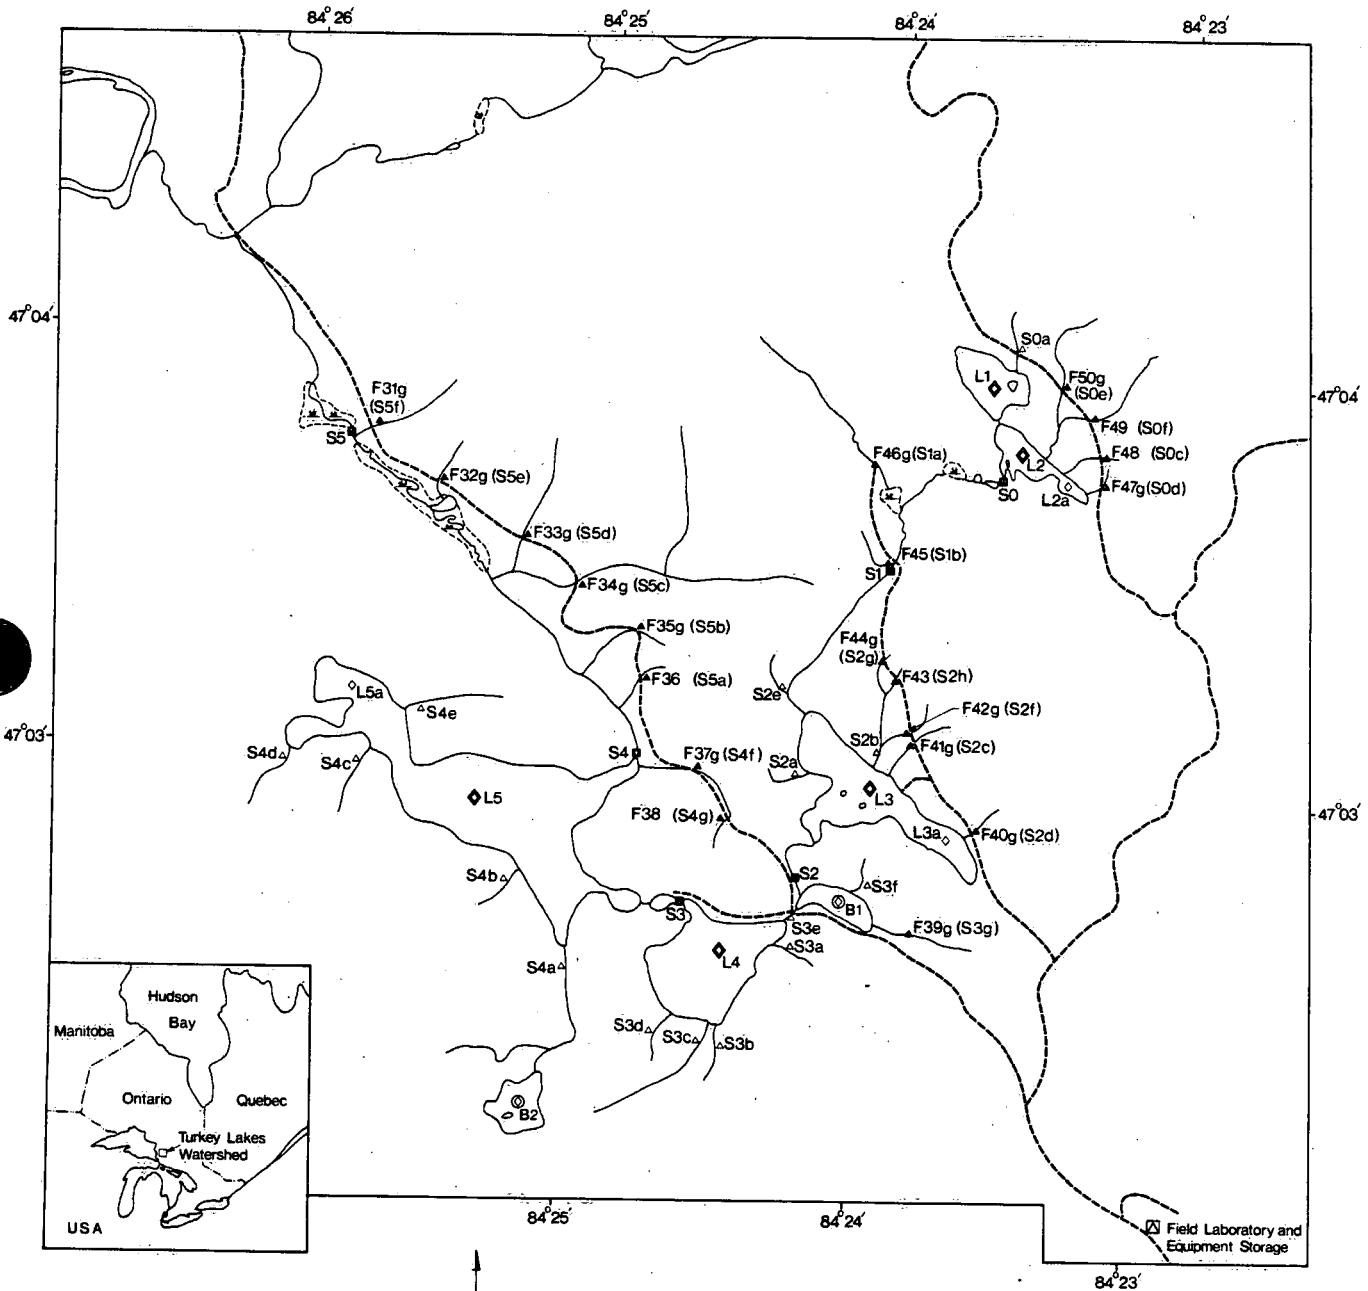 84°26′
84°25′
84°24′
84°23′
47°04′
S0a
L1
F50g
(S0e)
47°04′
F31g
(S5f)
F49 (S0f)
S5
F46g(S1a)
L2
F48 (S0c)
F32g (S5e)
S0
L2a
F47g(S0d)
F33g (S5d)
F45(S1b)
S1
F34g (S5c)
F35g (S5b)
F44g
(S2g)
F36 (S5a)
F43(S2h)
L5a
S2e
S4e
F42g (S2f)
47°03′
S4d
S4c
S4
F37g(S4f)
S2b
F41g(S2c)
S2a
L5
L3
F38 (S4g)
L3a
F40g(S2d)
47°03′
S4b
S2
S3f
S3
B1
S3e
F39g(S3g)
S3a
L4
S4a
S3d
S3c
S3b
B2
Hudson
Bay
Manitoba
Ontario
Quebec
Turkey Lakes
Watershed
USA
84°25′
84°24′
Field Laboratory and
Equipment Storage
84°23′